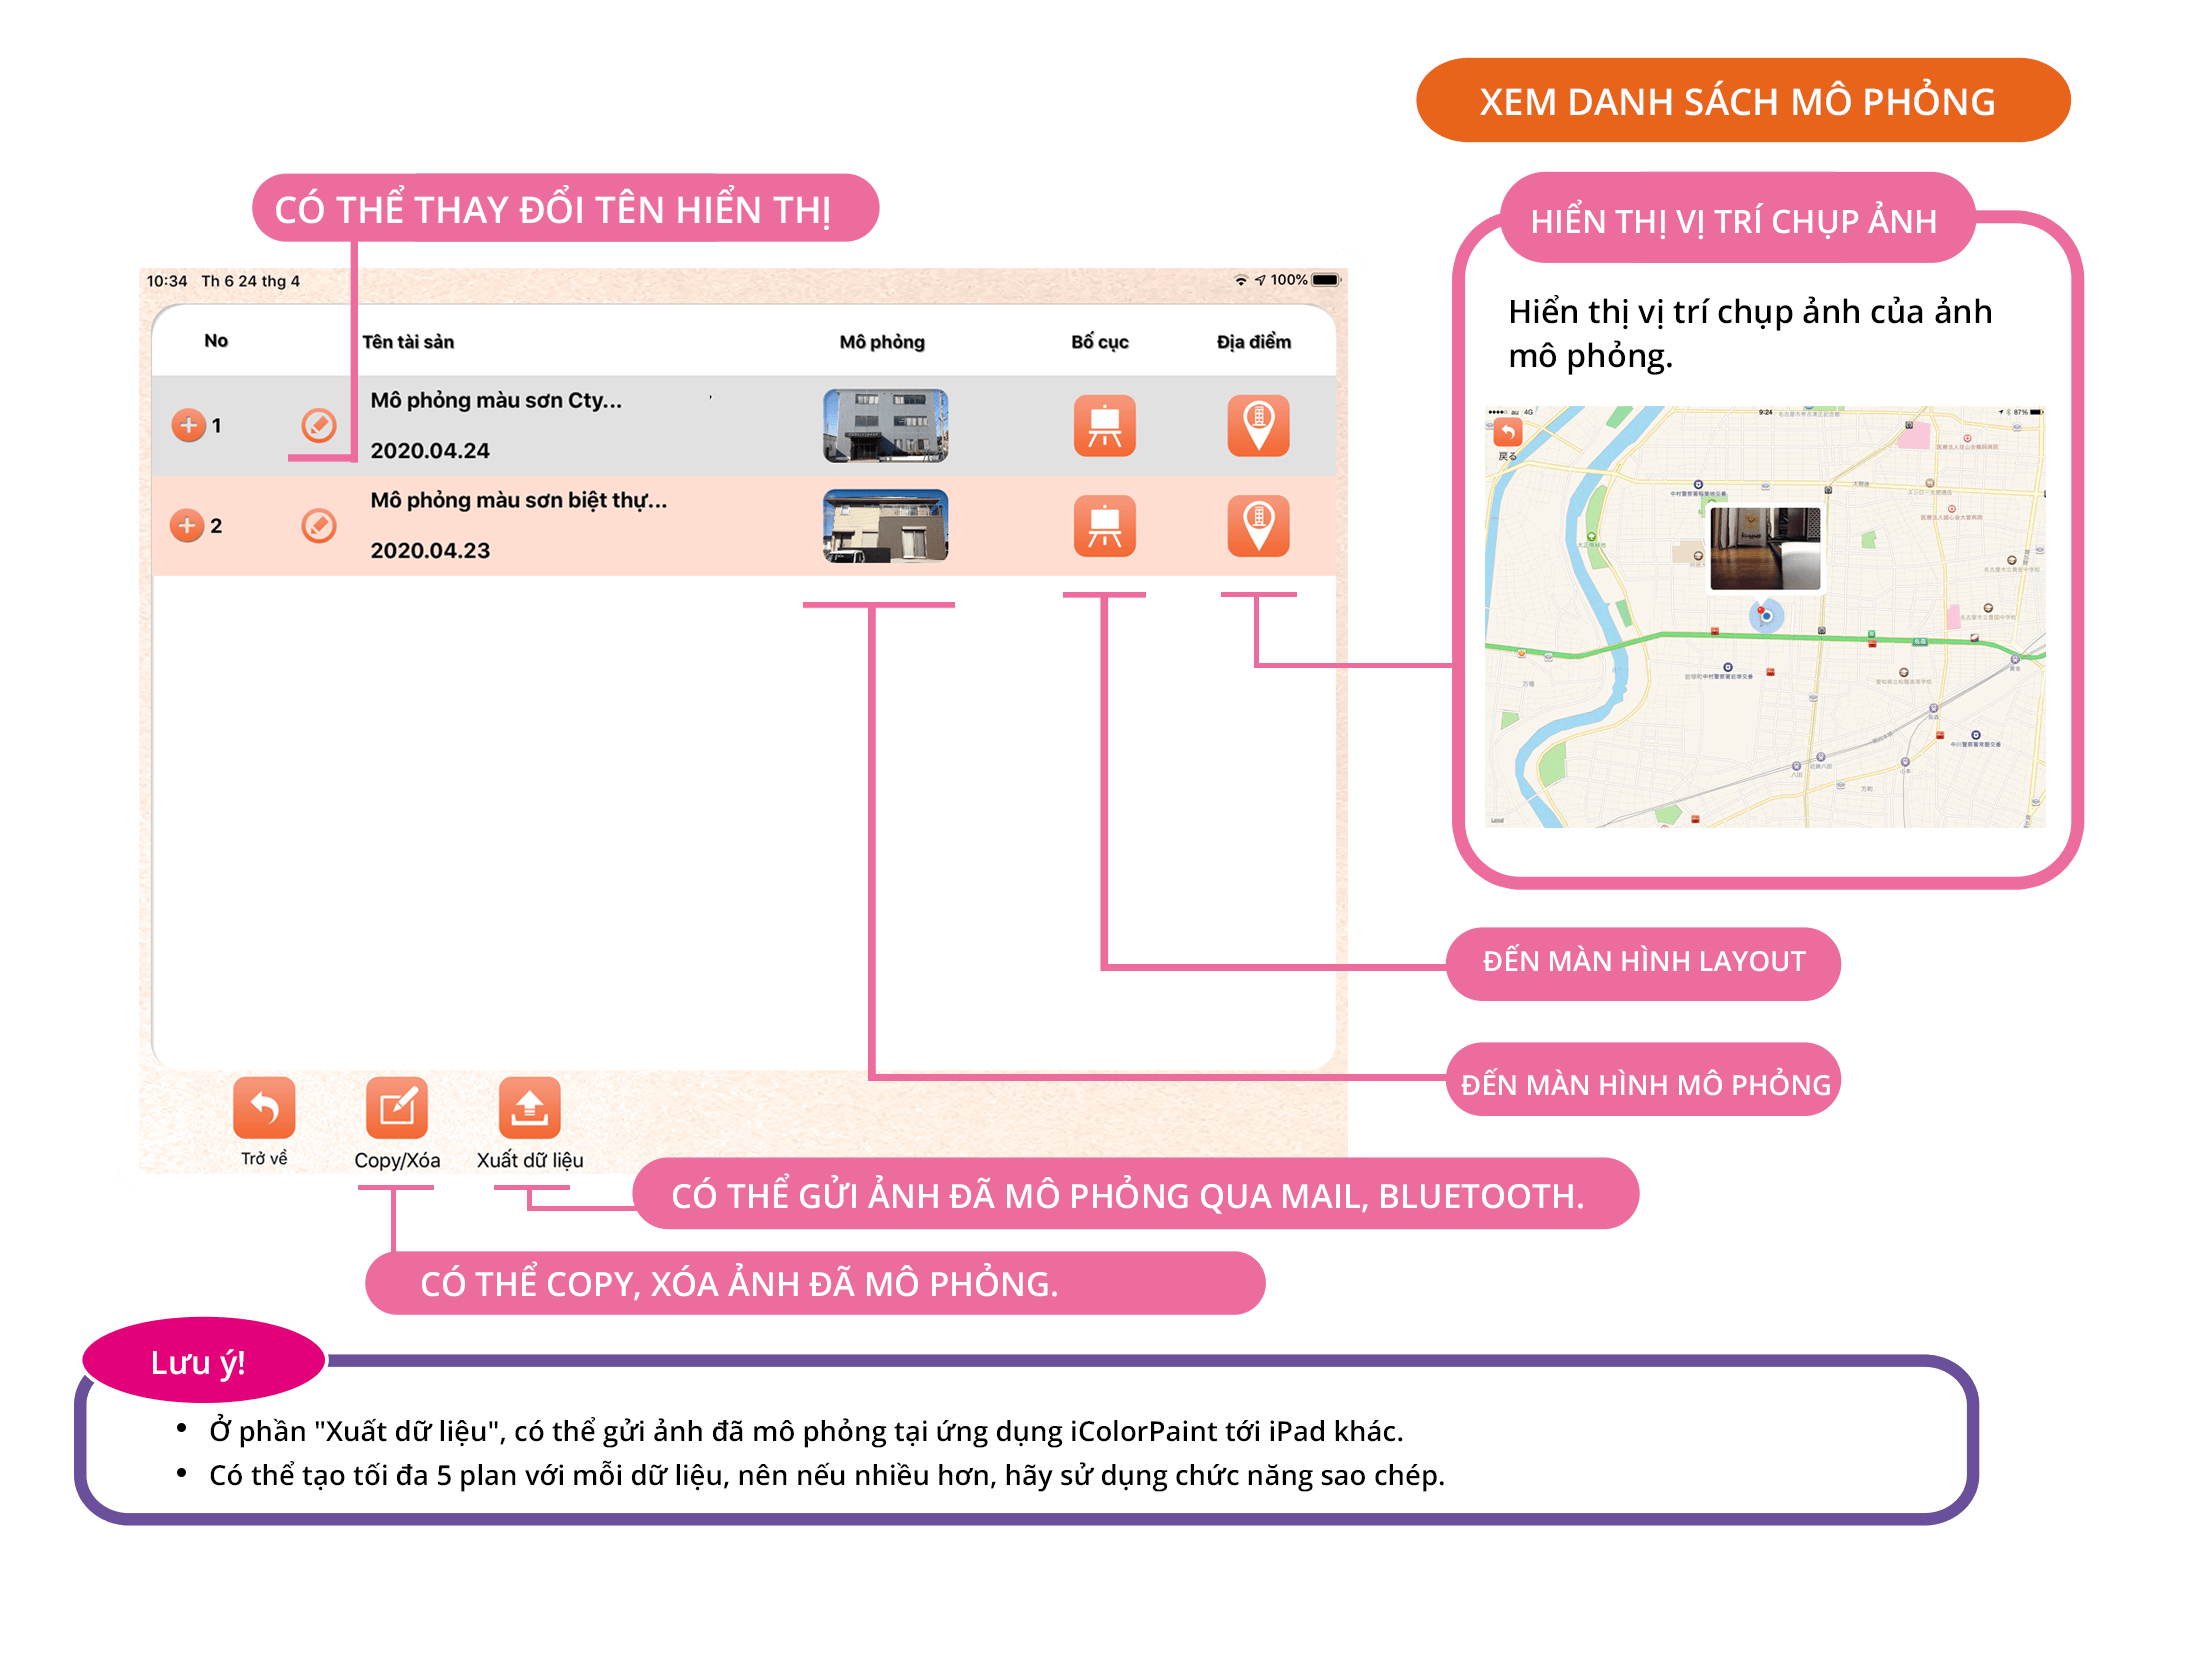 XEM DANH SÁCH MÔ PHỎNG
CÓ THỂ THAY ĐỔI TÊN HIỂN THỊ
HIỂN THỊ VỊ TRÍ CHỤP ẢNH
Hiển thị vị trí chụp ảnh của ảnh
mô phỏng.
10:34 Th 6 24 thg 4
100%
No Tên tài sản Mô phỏng Bố cục Địa điểm
1
Mô phỏng màu sơn Cty...
2020.04.24
2
Mô phỏng màu sơn biệt thự...
2020.04.23
au 4G 9:24 87%
戻る
ĐẾN MÀN HÌNH LAYOUT
ĐẾN MÀN HÌNH MÔ PHỎNG
Trở về Copy/Xóa Xuất dữ liệu
CÓ THỂ GỬI ẢNH ĐÃ MÔ PHỎNG QUA MAIL, BLUETOOTH.
CÓ THỂ COPY, XÓA ẢNH ĐÃ MÔ PHỎNG.
Lưu ý!
• Ở phần "Xuất dữ liệu", có thể gửi ảnh đã mô phỏng tại ứng dụng iColorPaint tới iPad khác.
• Có thể tạo tối đa 5 plan với mỗi dữ liệu, nên nếu nhiều hơn, hãy sử dụng chức năng sao chép.